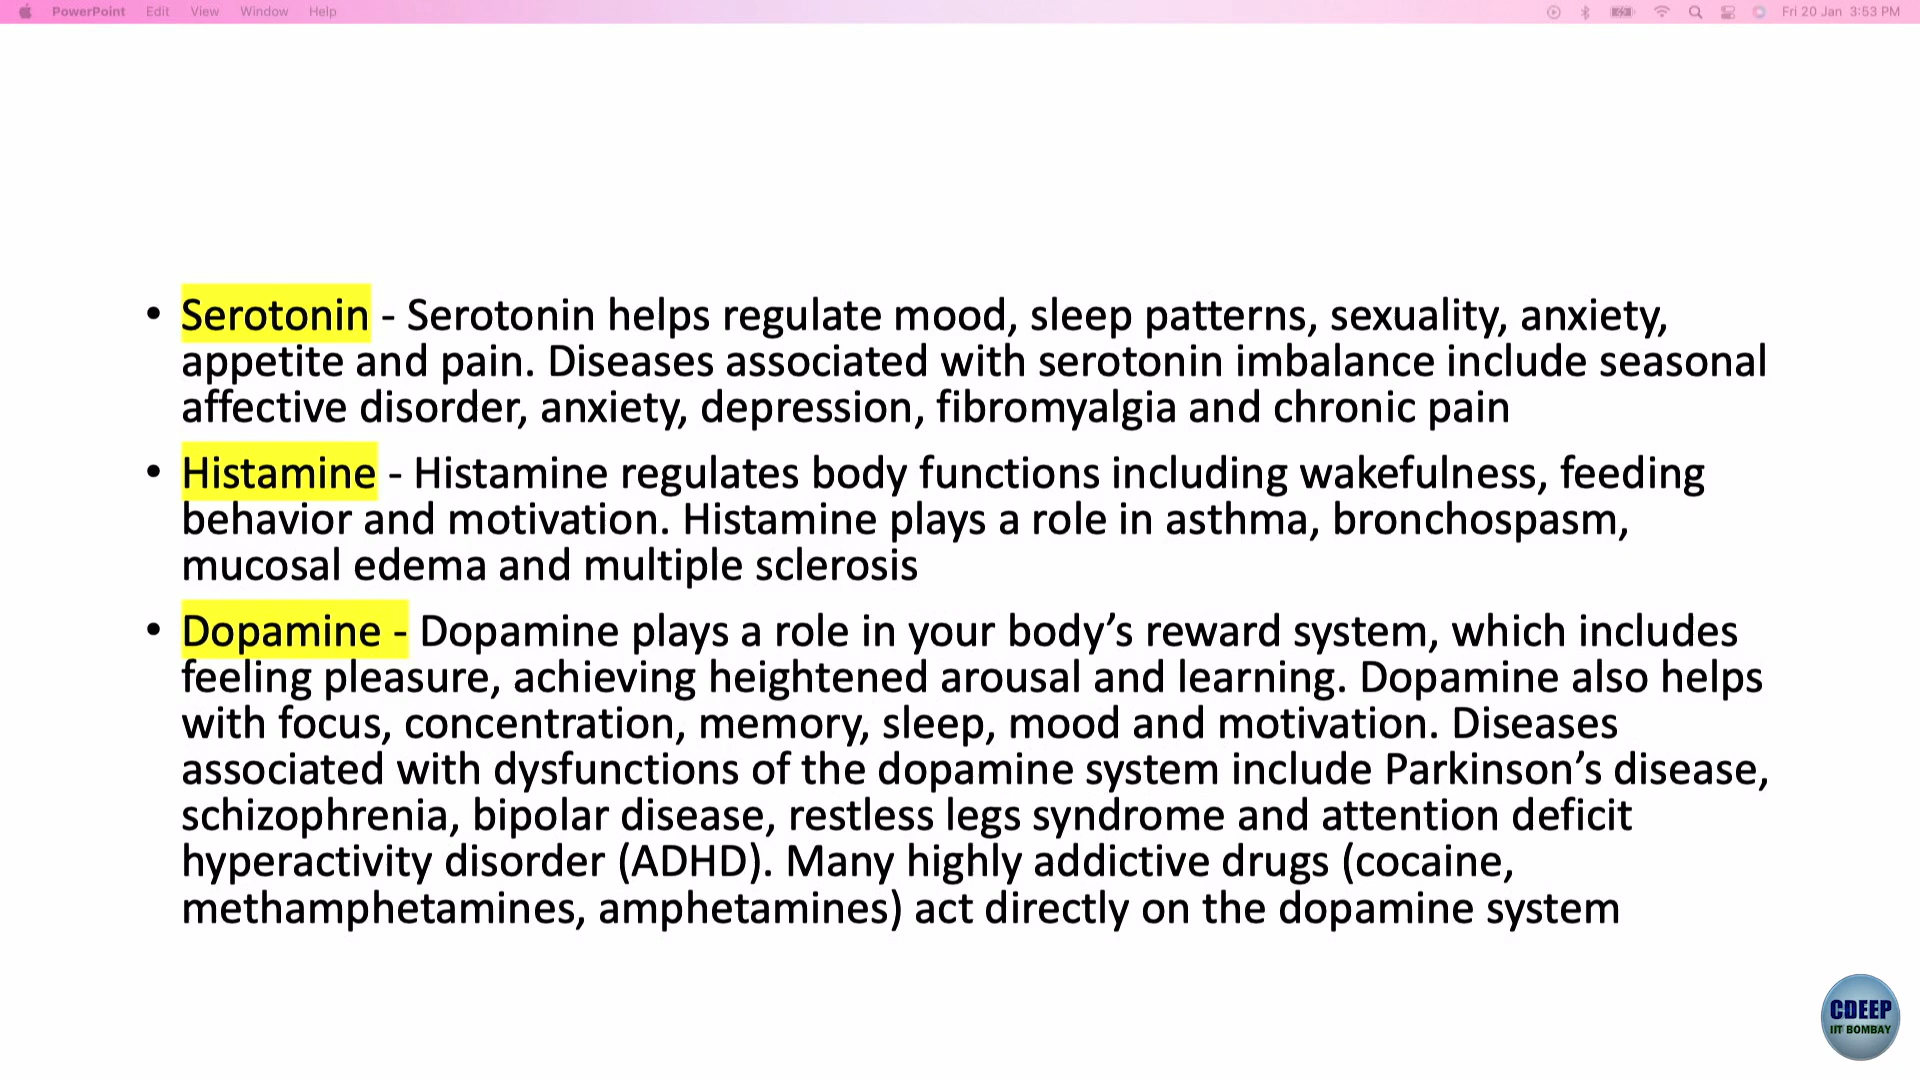 PowerPoint Edit View Window Help Fri 20 Jan 3:53 PM
• Serotonin - Serotonin helps regulate mood, sleep patterns, sexuality, anxiety,
appetite and pain. Diseases associated with serotonin imbalance include seasonal
affective disorder, anxiety, depression, fibromyalgia and chronic pain
• Histamine - Histamine regulates body functions including wakefulness, feeding
behavior and motivation. Histamine plays a role in asthma, bronchospasm,
mucosal edema and multiple sclerosis
• Dopamine - Dopamine plays a role in your body’s reward system, which includes
feeling pleasure, achieving heightened arousal and learning. Dopamine also helps
with focus, concentration, memory, sleep, mood and motivation. Diseases
associated with dysfunctions of the dopamine system include Parkinson’s disease,
schizophrenia, bipolar disease, restless legs syndrome and attention deficit
hyperactivity disorder (ADHD). Many highly addictive drugs (cocaine,
methamphetamines, amphetamines) act directly on the dopamine system
CDEEP
IIT BOMBAY